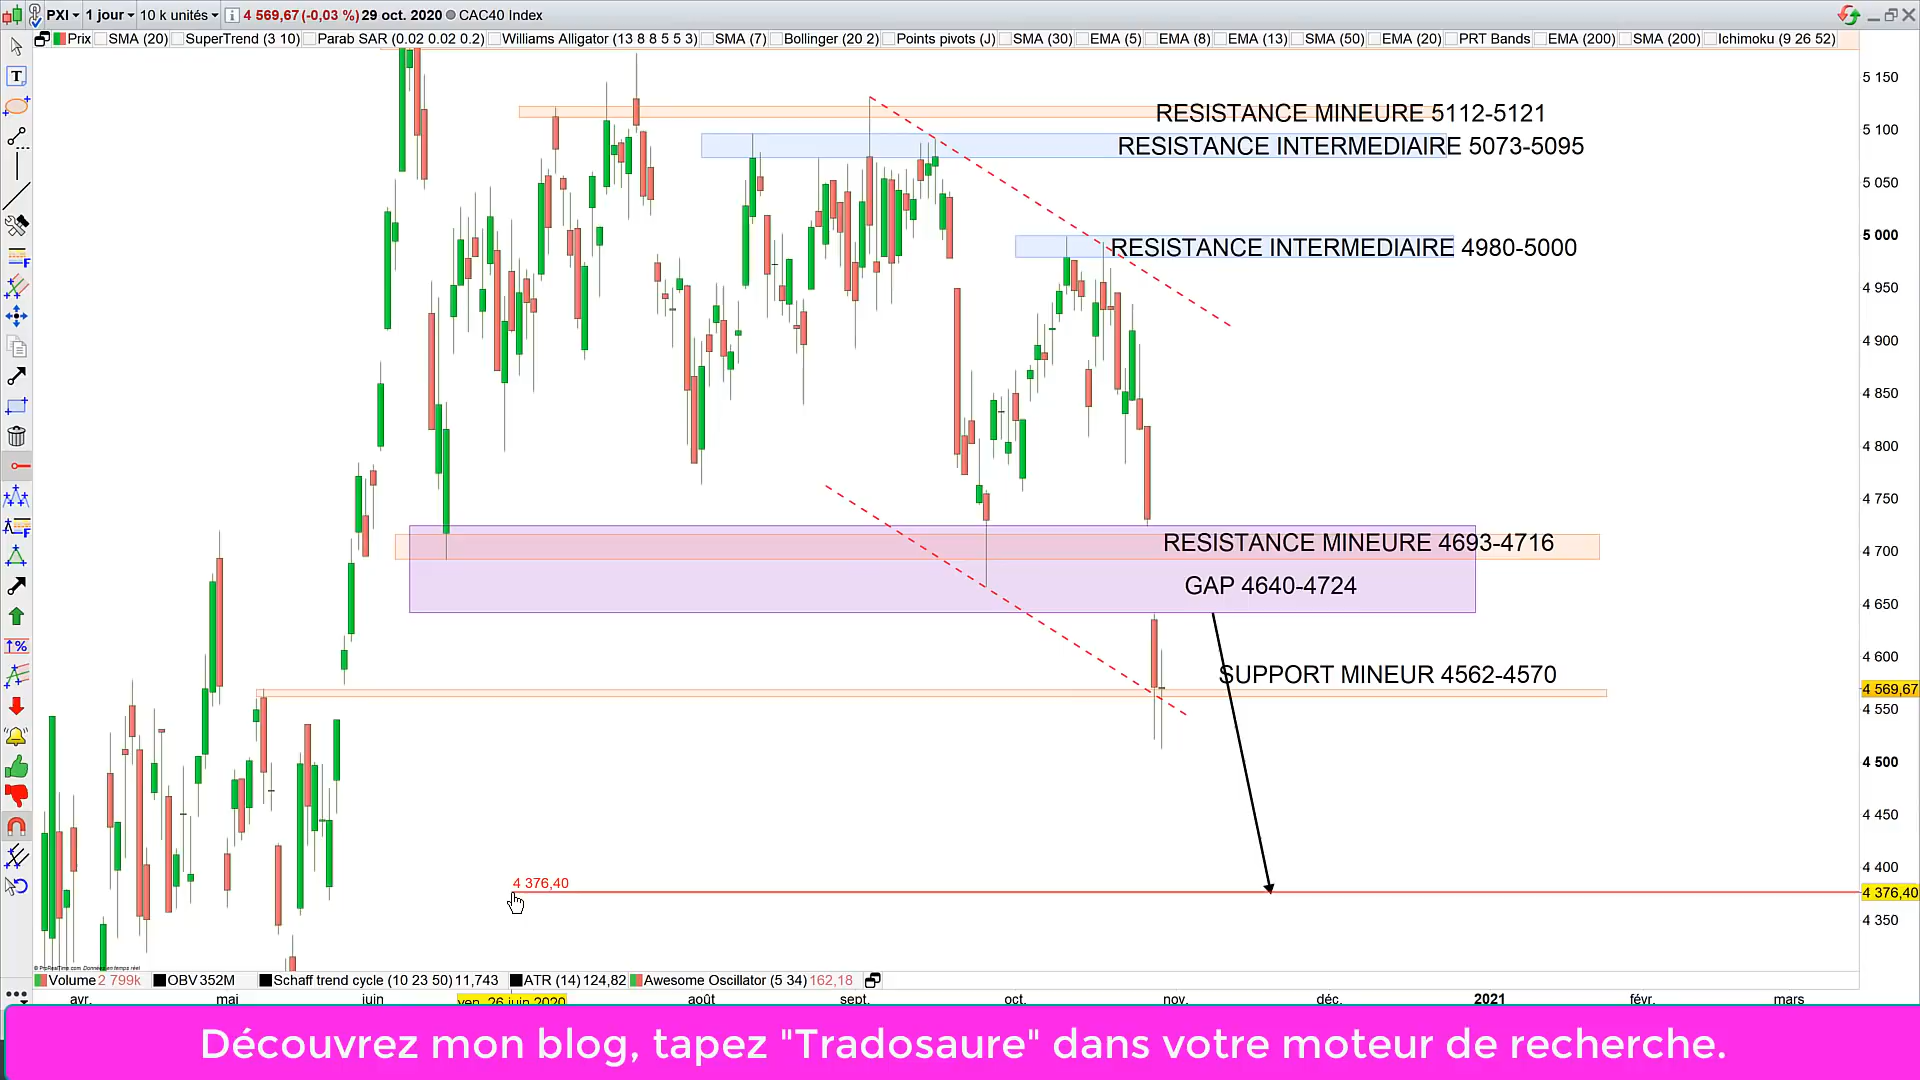 PXI 1 jour 10 k unités 4 569,67 (-0,03 %) 29 oct. 2020 CAC40 Index
Prix SMA (20) SuperTrend (3 10) Parab SAR (0.02 0.02 0.2) Williams Alligator (13 8 8 5 5 3) SMA (7) Bollinger (20 2) Points pivots (J) SMA (30) EMA (5) EMA (8) EMA (13) SMA (50) EMA (20) PRT Bands EMA (200) SMA (200) Ichimoku (9 26 52)
5 150
RESISTANCE MINEURE 5112-5121
5 100
RESISTANCE INTERMEDIAIRE 5073-5095
5 050
5 000
RESISTANCE INTERMEDIAIRE 4980-5000
4 950
4 900
4 850
4 800
4 750
RESISTANCE MINEURE 4693-4716
4 700
GAP 4640-4724
4 650
4 600
SUPPORT MINEUR 4562-4570
4 569,67
4 550
4 500
4 450
4 400
4 376,40
4 376,40
4 350
© ProRealTime.com Données en temps réel
Volume 2 799k OBV 352M Schaff trend cycle (10 23 50) 11,743 ATR (14) 124,82 Awesome Oscillator (5 34) 162,18
avr. mai juin ven. 26 juin 2020 août sept. oct. nov. déc. 2021 févr. mars
Découvrez mon blog, tapez "Tradosaure" dans votre moteur de recherche.